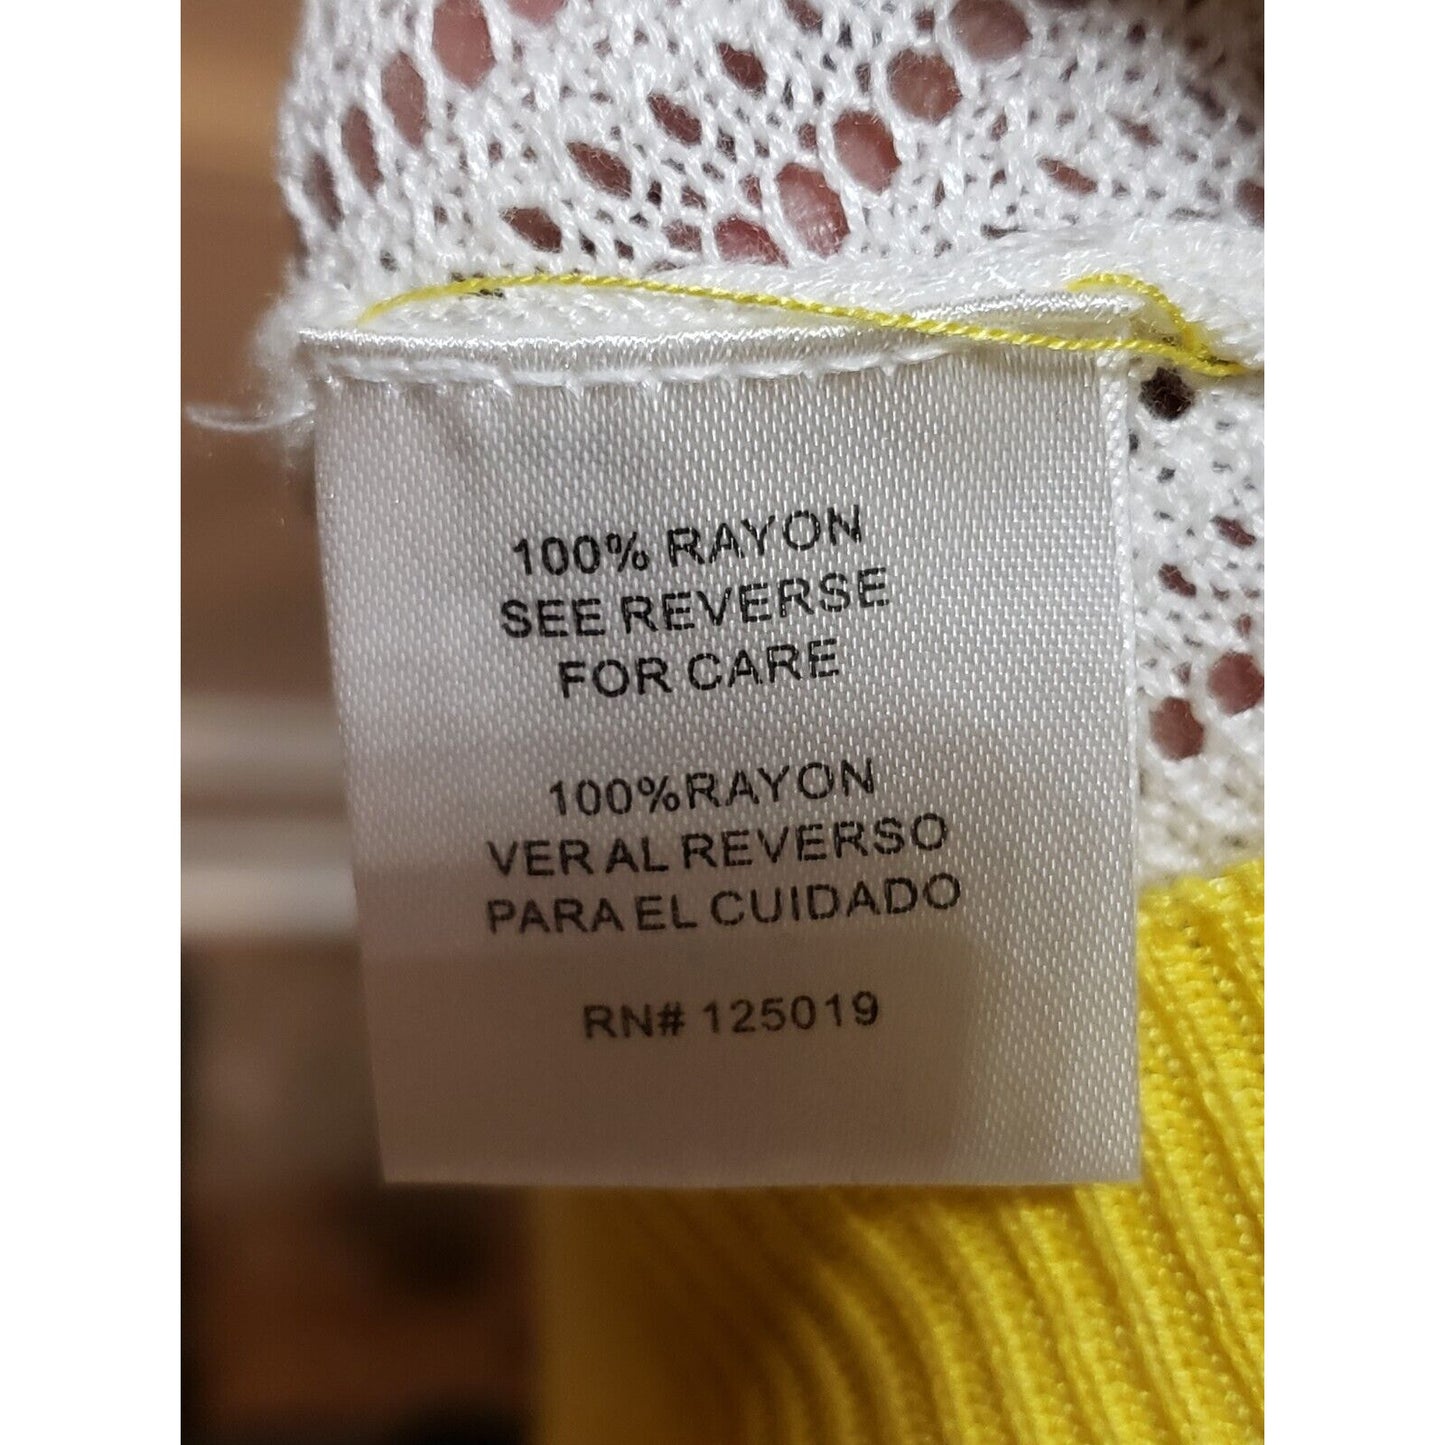 100% RAYON
SEE REVERSE
FOR CARE
100%RAYON
VER AL REVERSO
PARA EL CUIDADO
RN# 125019